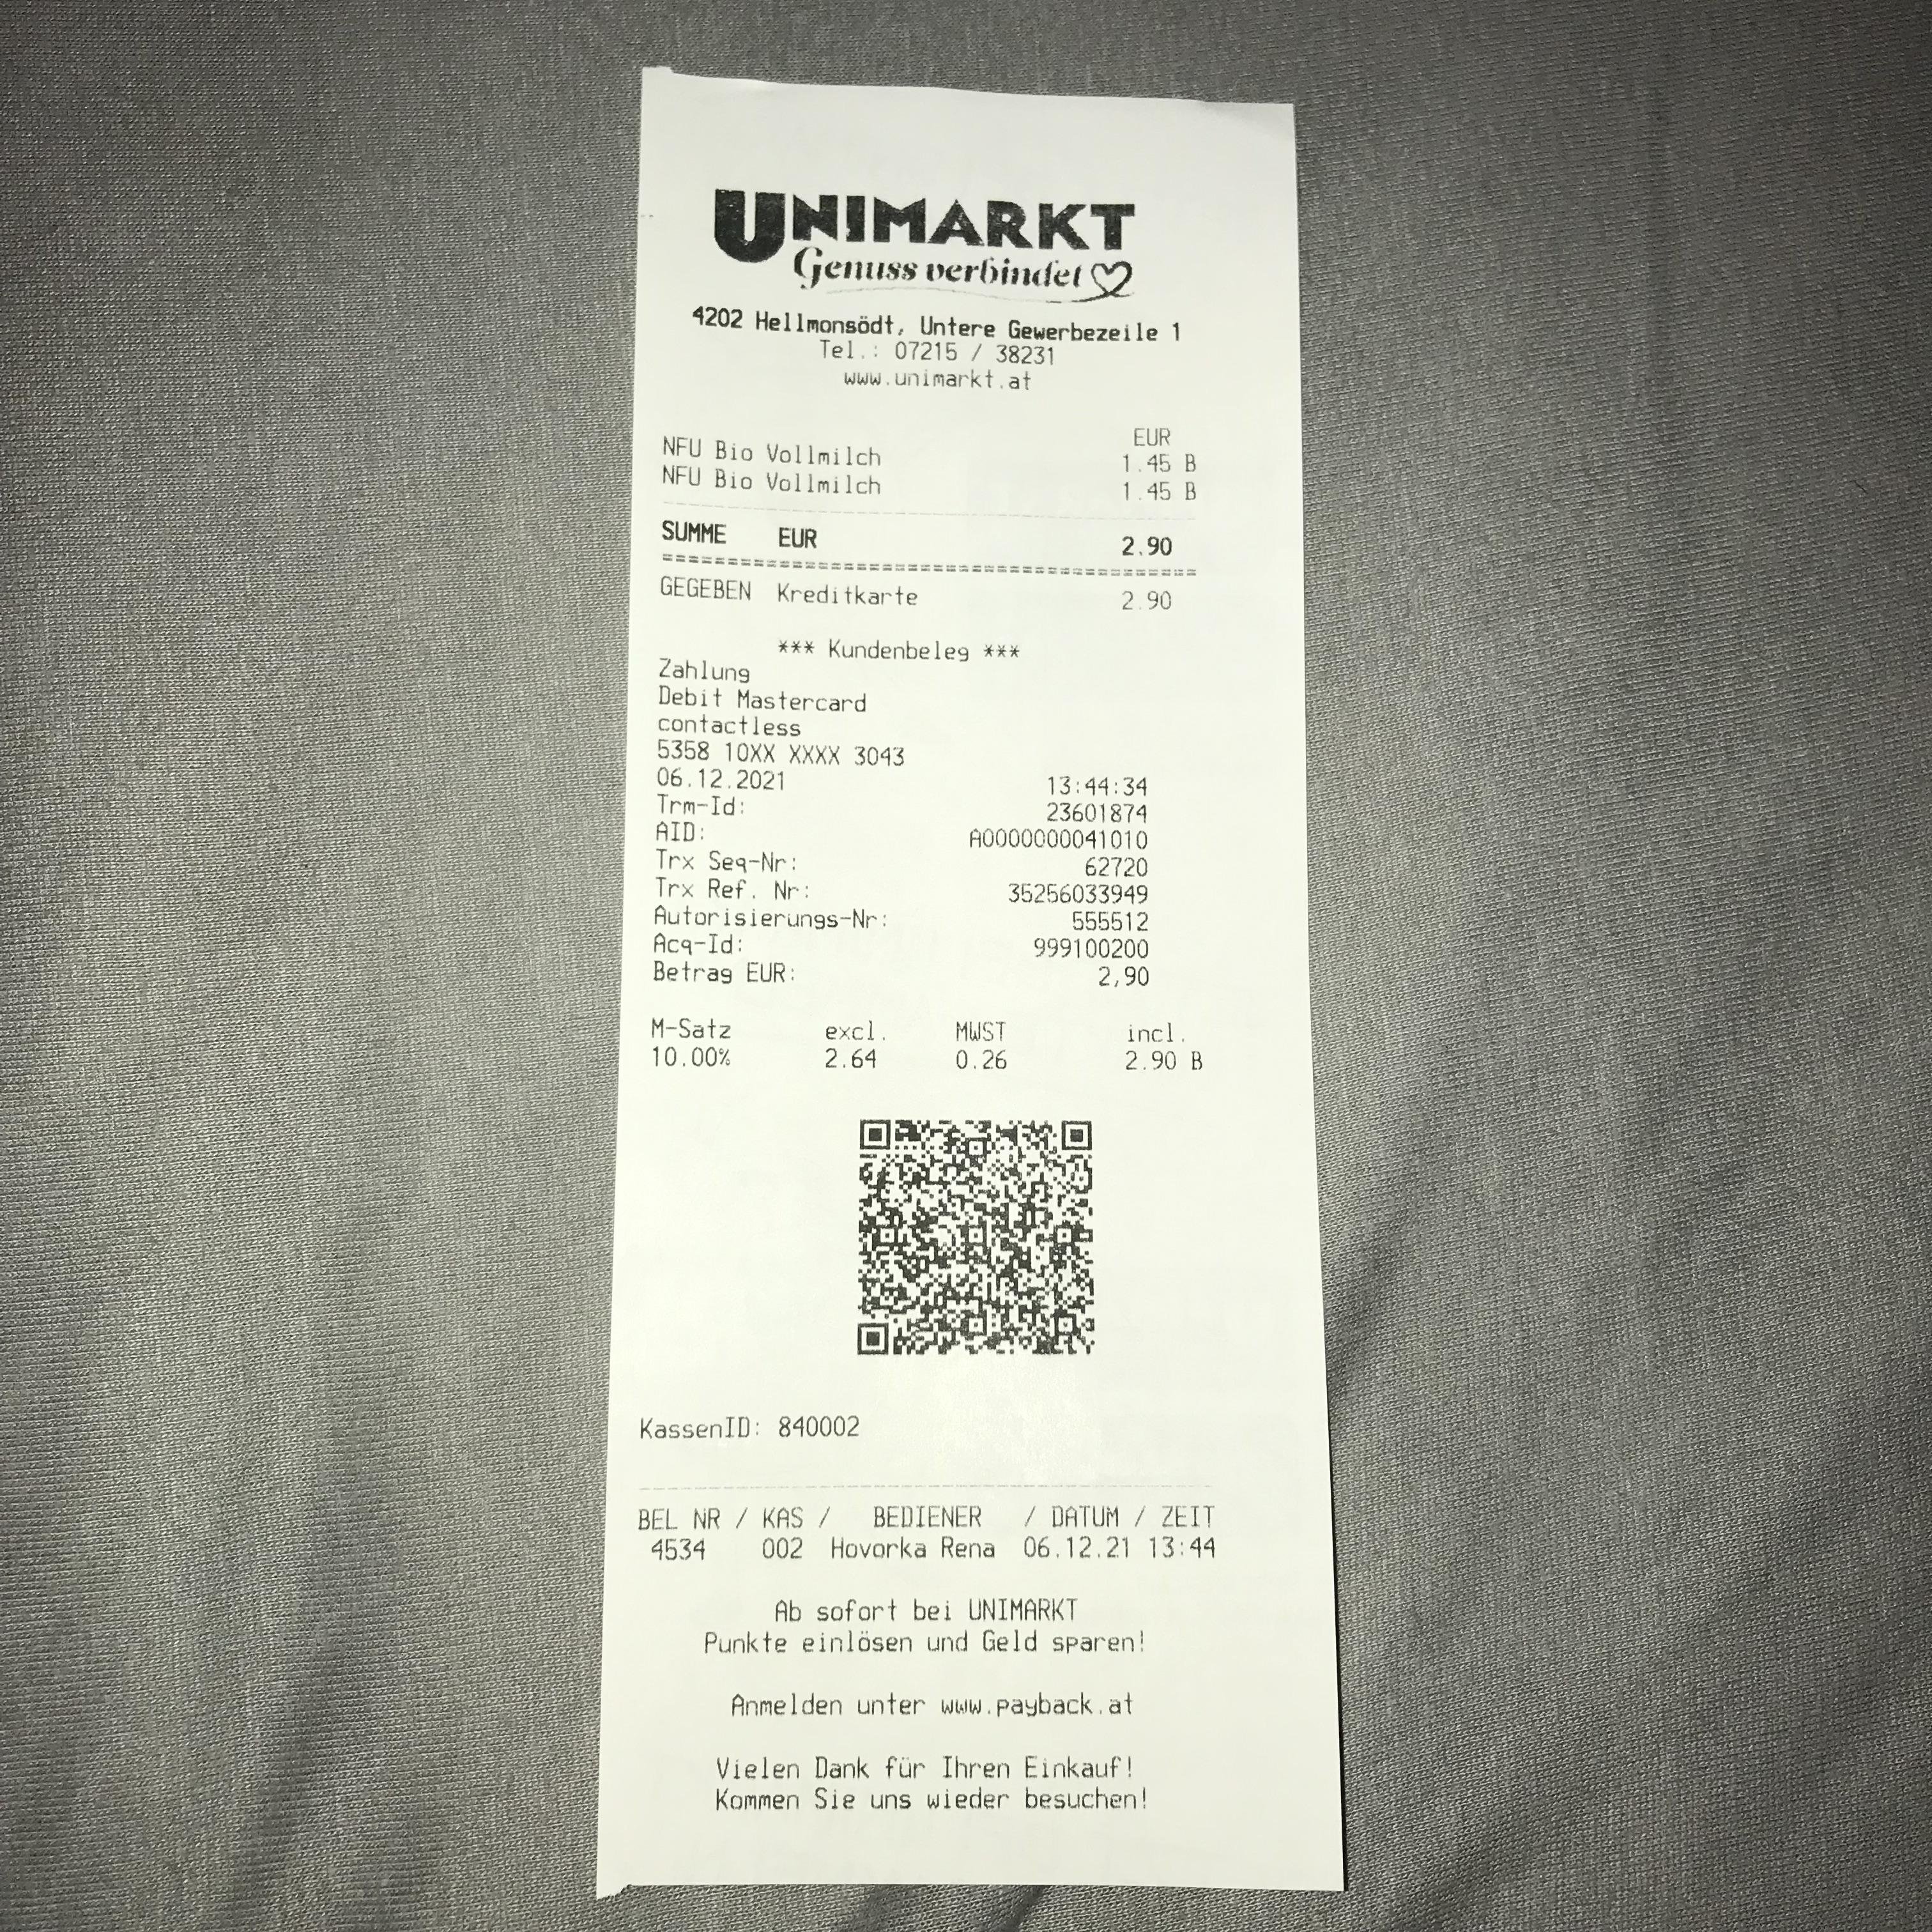 UNIMARKT
Genuss verbindet
4202 Hellmonsödt, Untere Gewerbezeile 1
Tel.: 07215 / 38231
www.unimarkt.at
EUR
NFU Bio Vollmilch 1.45 B
NFU Bio Vollmilch 1.45 B
SUMME EUR 2.90
GEGEBEN Kreditkarte 2.90
*** Kundenbeleg ***
Zahlung
Debit Mastercard
contactless
5358 10XX XXXX 3043
06.12.2021 13:44:34
Trm-Id: 23601874
AID: A0000000041010
Trx Seq-Nr: 62720
Trx Ref. Nr: 35256033949
Autorisierungs-Nr: 555512
Acq-Id: 999100200
Betrag EUR: 2,90
M-Satz excl. MWST incl.
10.00% 2.64 0.26 2.90 B
KassenID: 840002
BEL NR / KAS / BEDIENER / DATUM / ZEIT
4534 002 Hovorka Rena 06.12.21 13:44
Ab sofort bei UNIMARKT
Punkte einlösen und Geld sparen!
Anmelden unter www.payback.at
Vielen Dank für Ihren Einkauf!
Kommen Sie uns wieder besuchen!